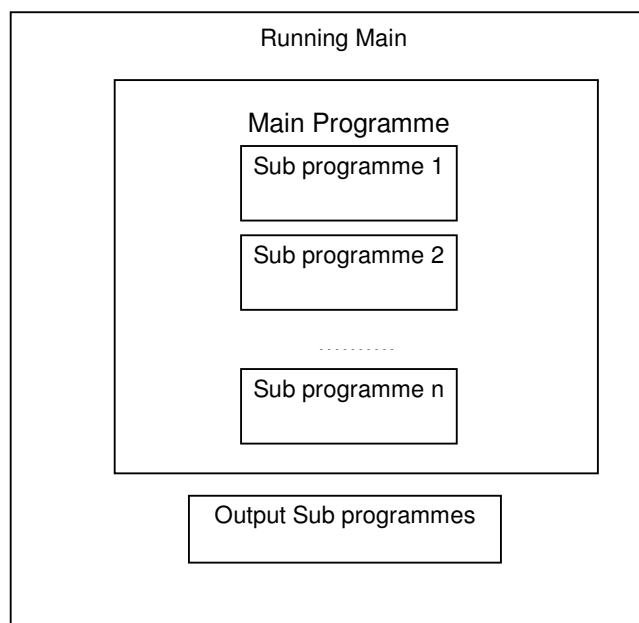 Running Main
Main Programme
Sub programme 1
Sub programme 2
..........
Sub programme n
Output Sub programmes